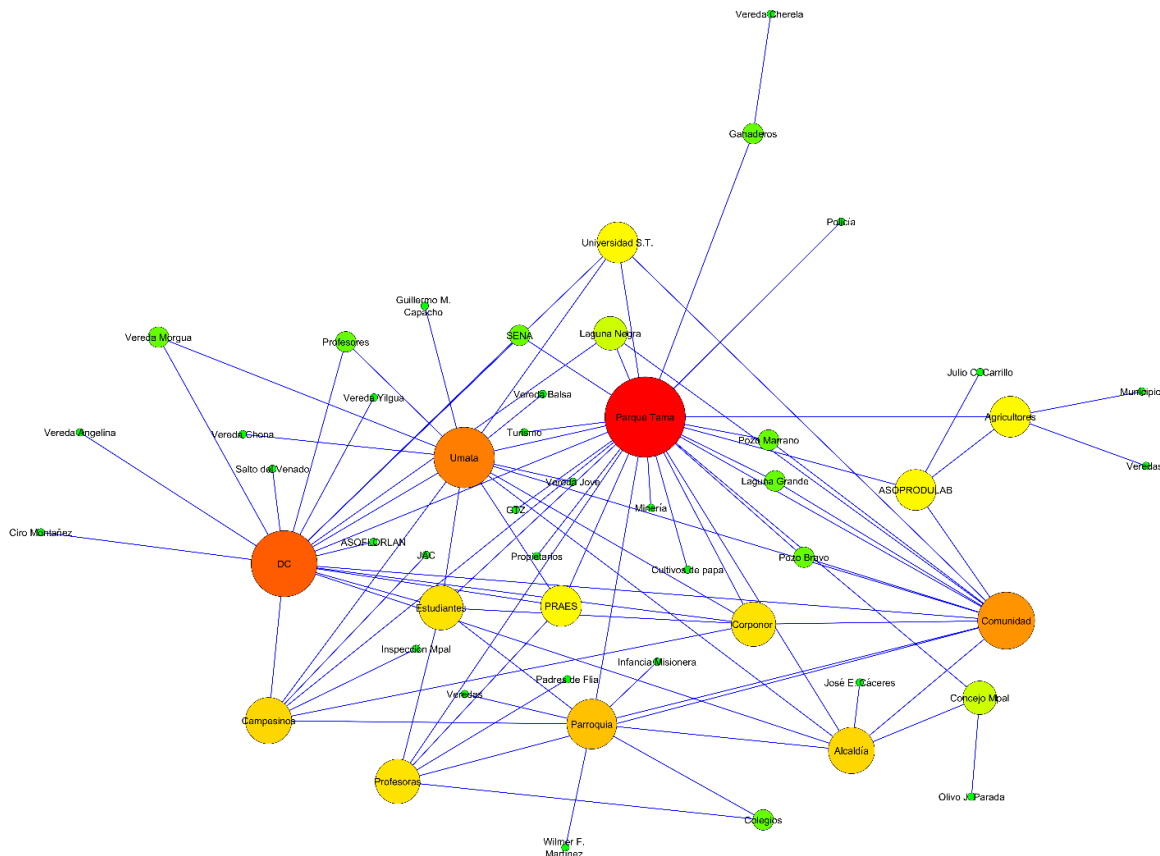 Vereda Cherela
Ganaderos
Policía
Universidad S.T.
Guillermo M.
Capacho
Vereda Morgua
Profesores
SENA
Laguna Negra
Julio C. Carrillo
Municipio
Vereda Yilgua
Vereda Balsa
Parque Tama
Agricultores
Vereda Angelina
Vereda Chona
Turismo
Pozo Marrano
Umata
Veredas
Salto del Venado
Vereda Jove
Laguna Grande
ASOPRODULAB
GTZ
Minería
Ciro Montañez
ASOFLORLAN
JAC
Propietarios
Pozo Bravo
DC
Cultivos de papa
Estudiantes
PRAES
Corponor
Comunidad
Inspección Mpal
Infancia Misionera
Padres de Flia
José E. Cáceres
Veredas
Concejo Mpal
Campesinos
Parroquia
Alcaldía
Profesoras
Olivo J. Parada
Colegios
Wilmer F.
Martínez